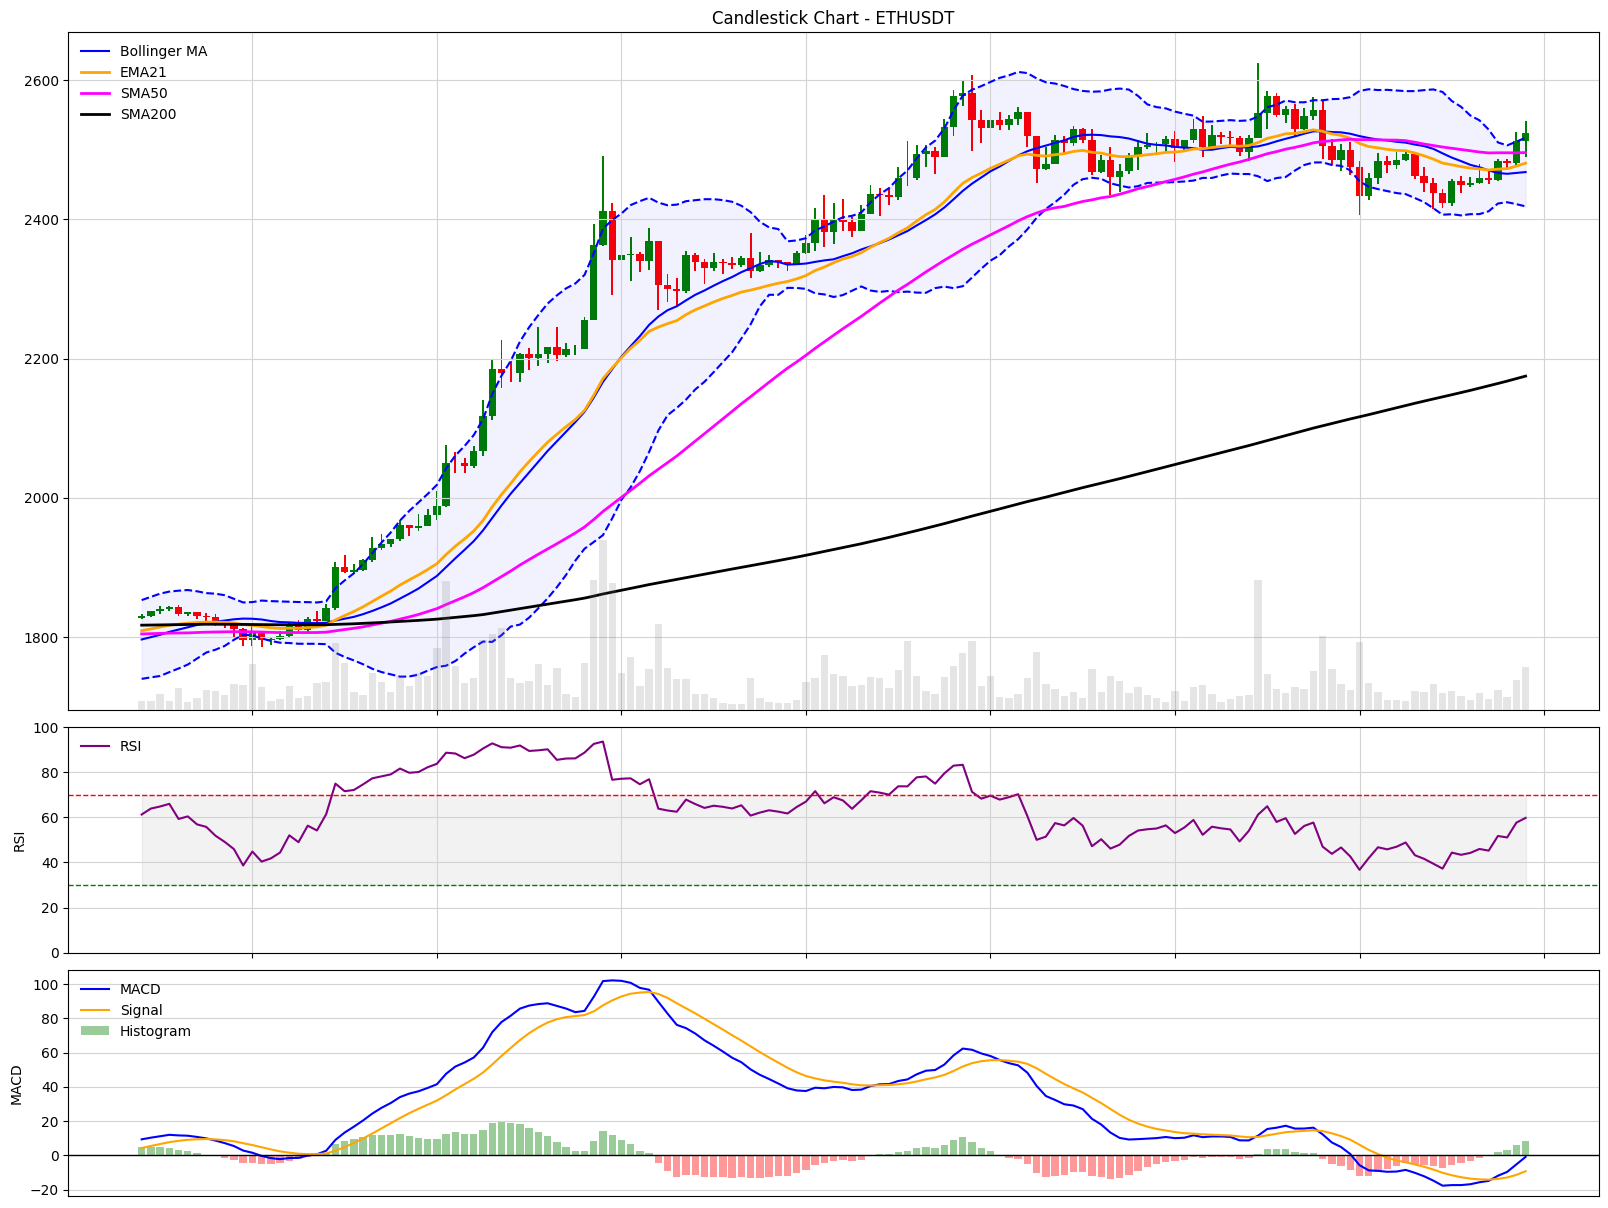 Candlestick Chart - ETHUSDT
Bollinger MA
EMA21
SMA50
SMA200
2600
2400
2200
2000
1800
RSI
RSI
100
80
60
40
20
0
MACD
Signal
Histogram
MACD
100
80
60
40
20
0
−20